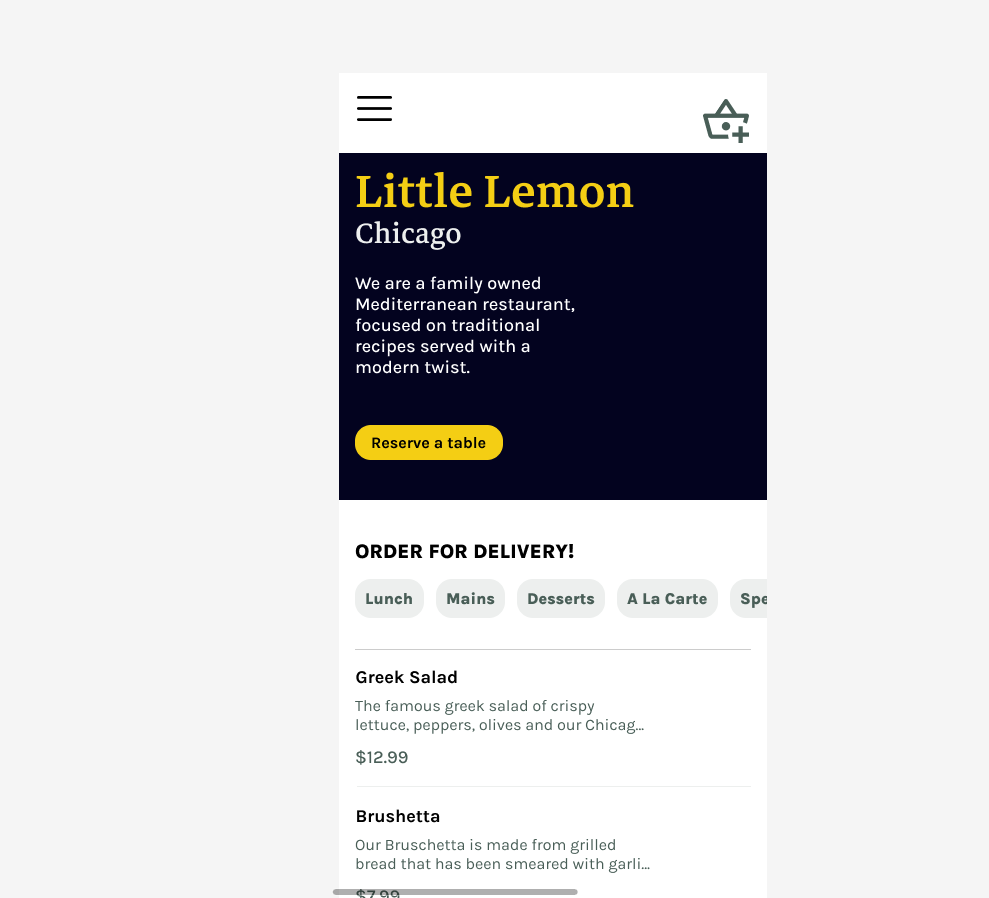 Little Lemon
Chicago
We are a family owned
Mediterranean restaurant,
focused on traditional
recipes served with a
modern twist.
Reserve a table
ORDER FOR DELIVERY!
Lunch Mains Desserts A La Carte Spe
Greek Salad
The famous greek salad of crispy
lettuce, peppers, olives and our Chicag...
$12.99
Brushetta
Our Bruschetta is made from grilled
bread that has been smeared with garli...
$7.99